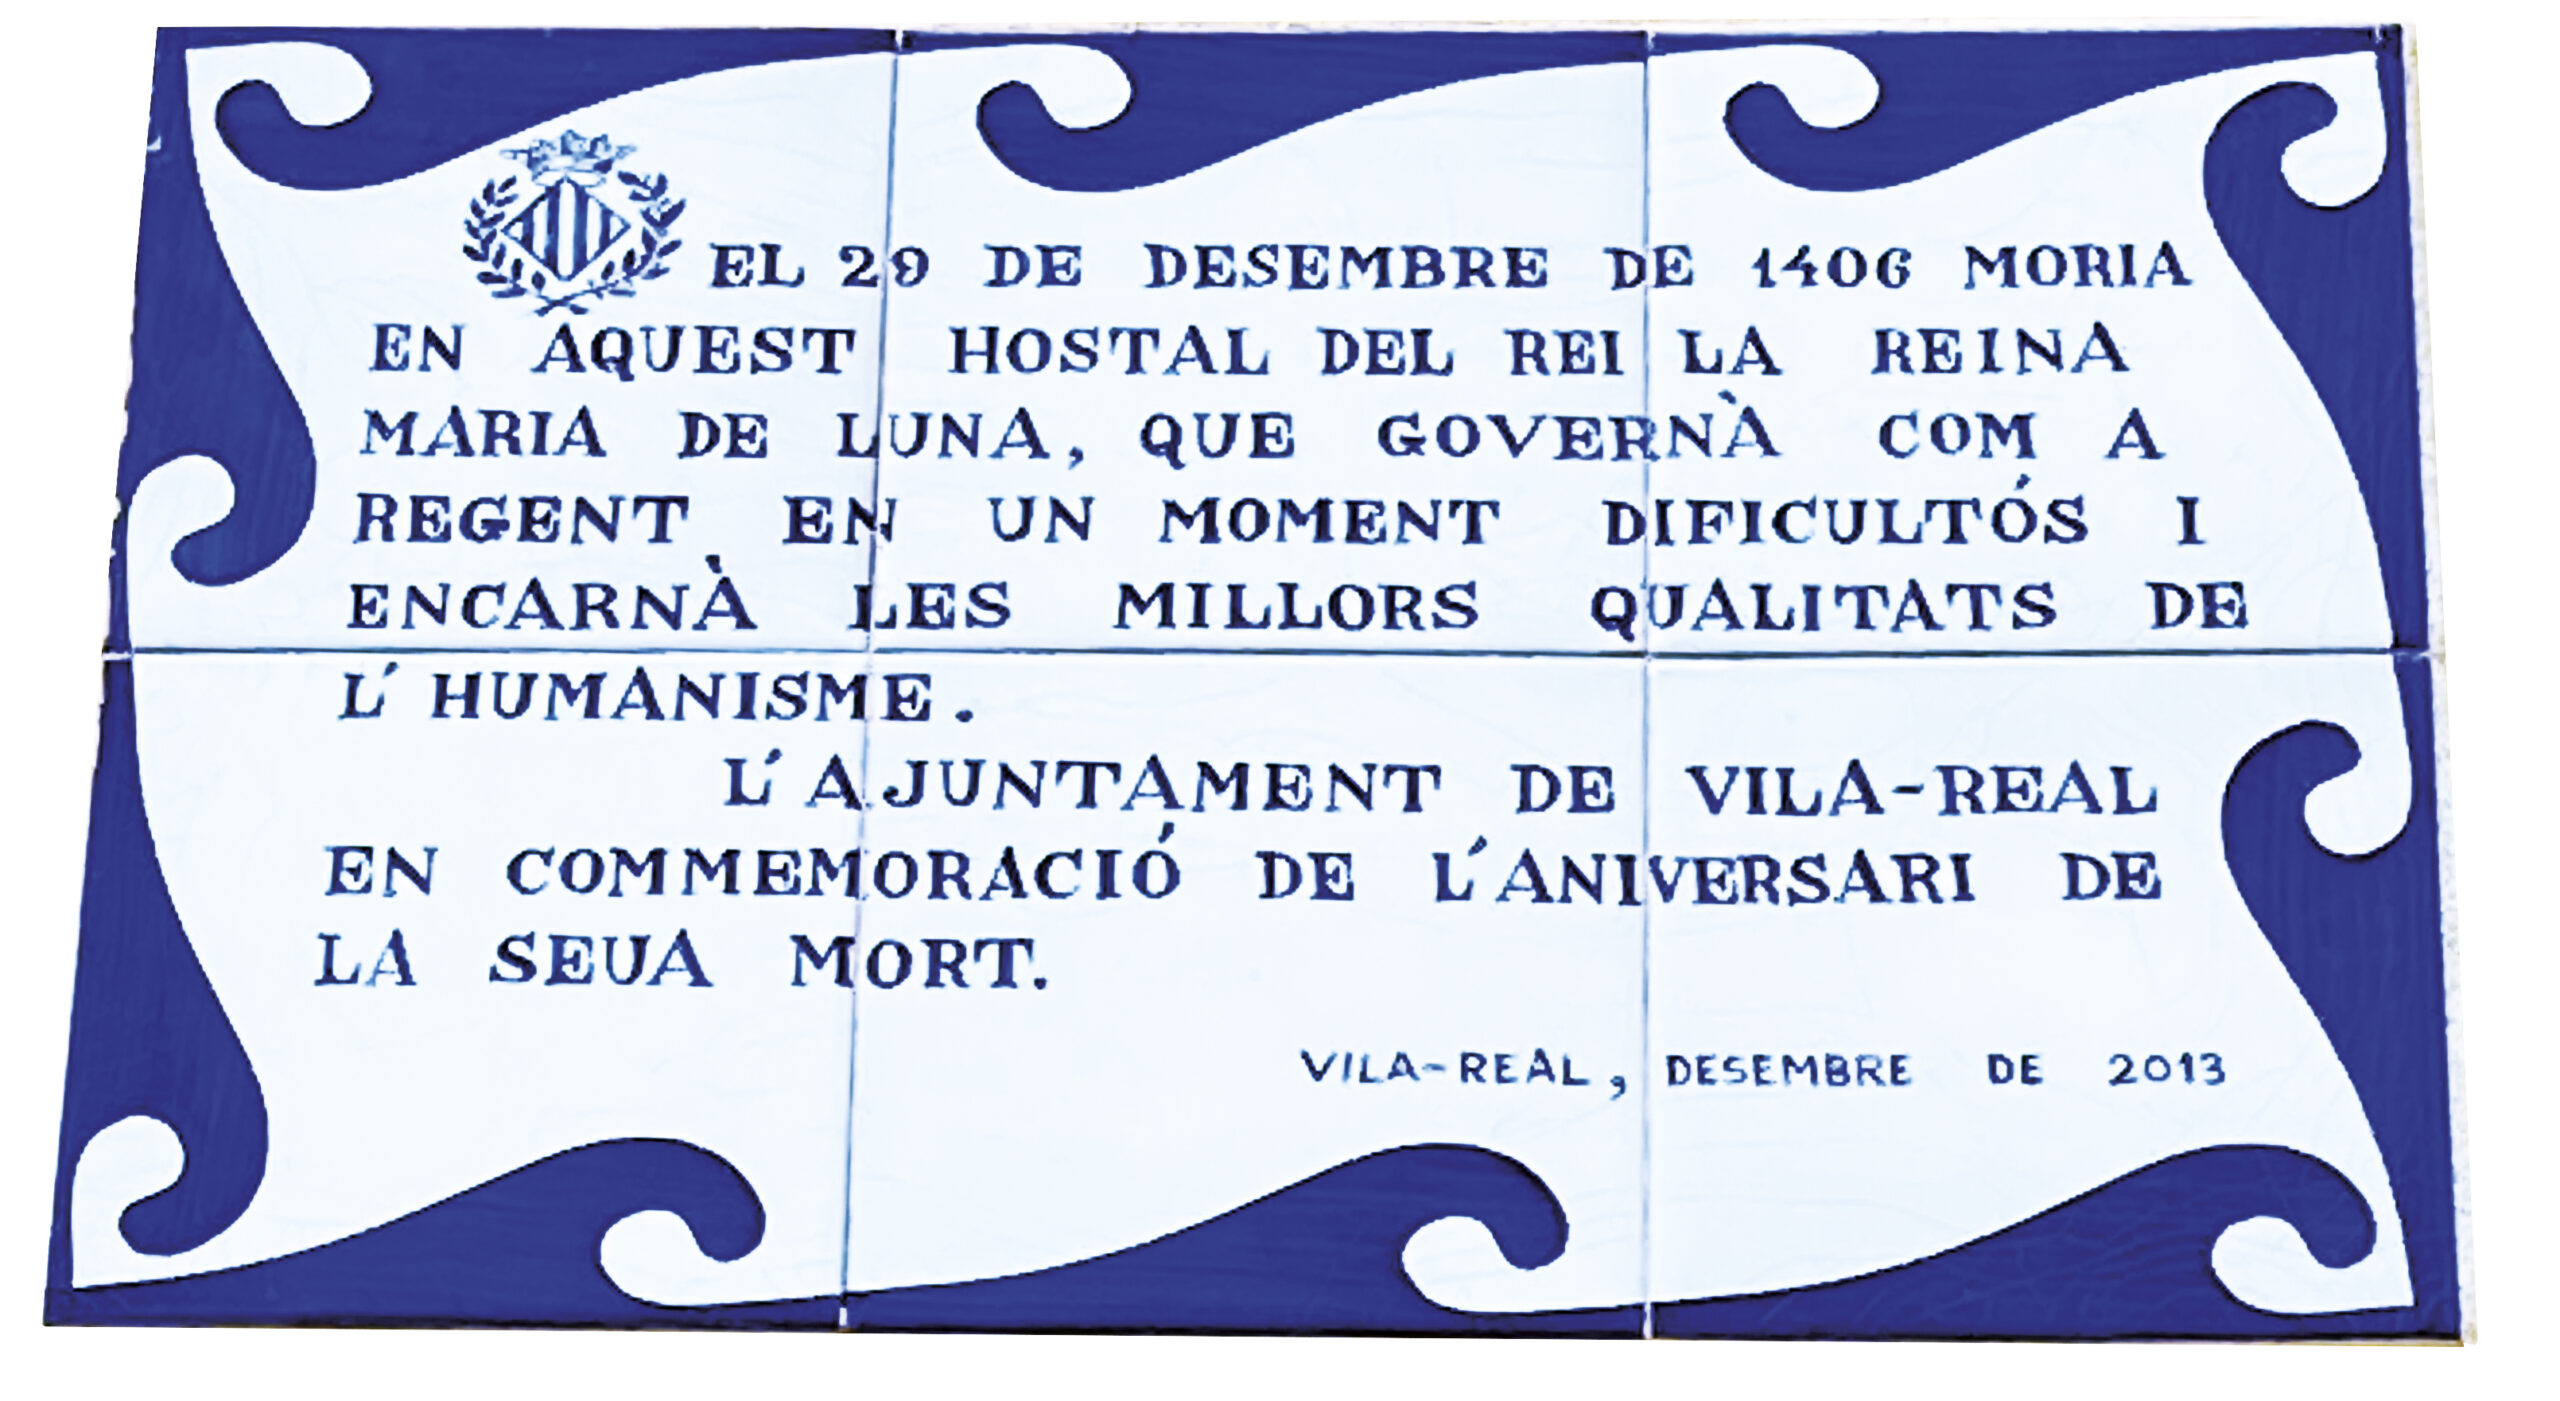 EL 29 DE DESEMBRE DE 1406 MORIA
EN AQUEST HOSTAL DEL REI LA REINA
MARIA DE LUNA, QUE GOVERNÀ COM A
REGENT EN UN MOMENT DIFICULTÓS I
ENCARNÀ LES MILLORS QUALITATS DE
L'HUMANISME.
L'AJUNTAMENT DE VILA-REAL
EN COMMEMORACIÓ DE L'ANIVERSARI DE
LA SEUA MORT.
VILA-REAL, DESEMBRE DE 2013